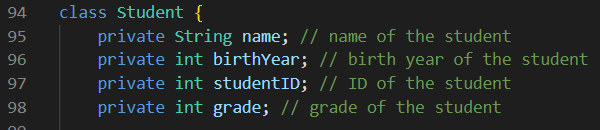 94 class Student {
95 private String name; // name of the student
96 private int birthYear; // birth year of the student
97 private int studentID; // ID of the student
98 private int grade; // grade of the student